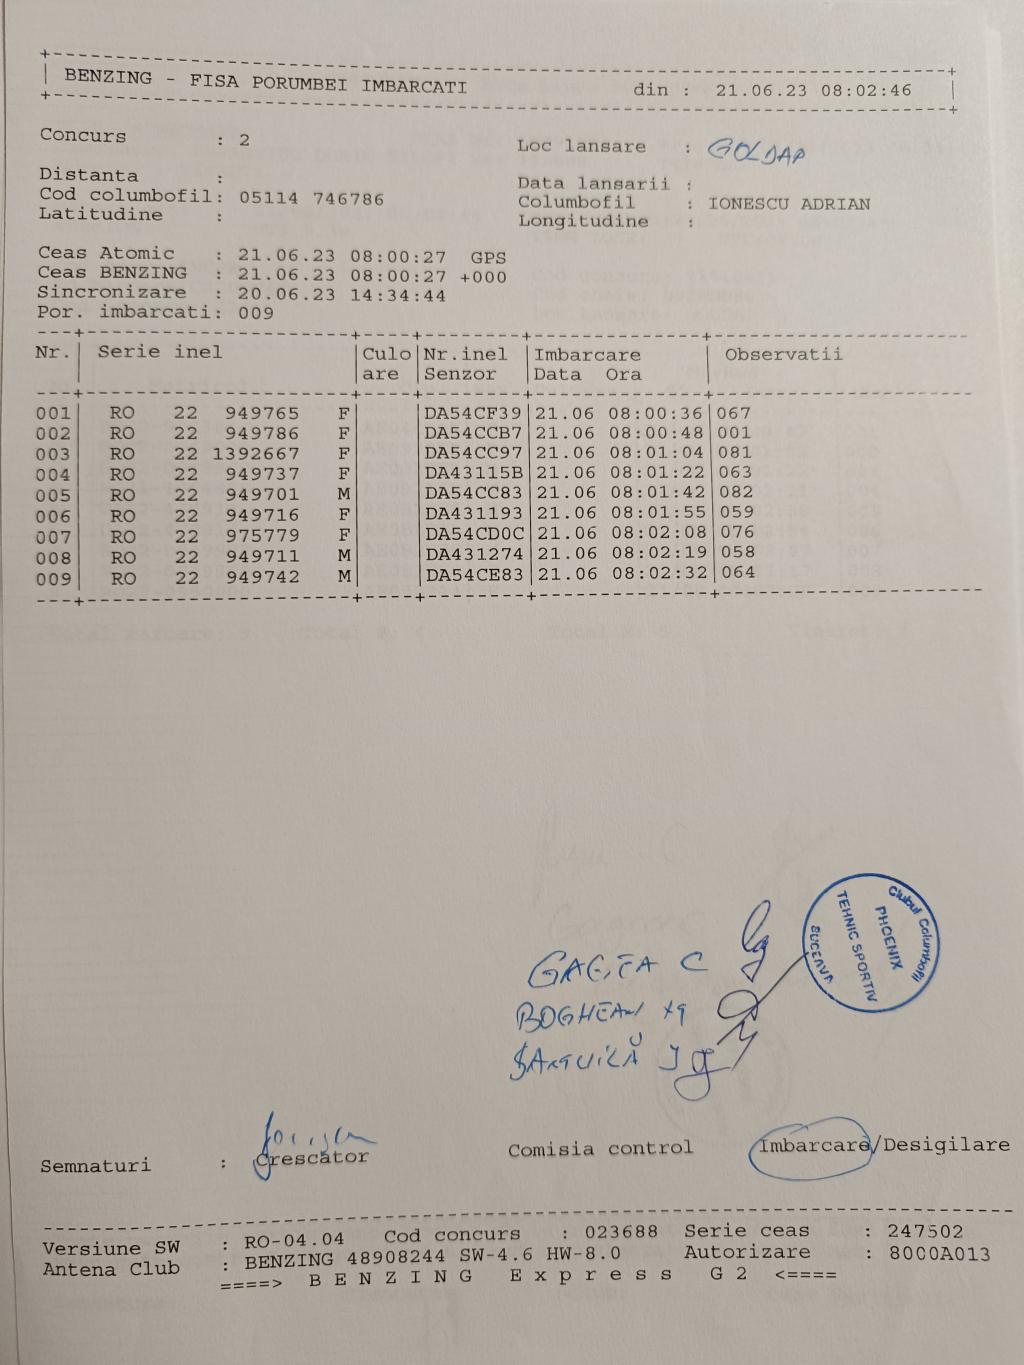 BENZING - FISA PORUMBEI IMBARCATI din : 21.06.23 08:02:46
Concurs : 2 Loc lansare : GOLDAP
Distanta : Data lansarii :
Cod columbofil: 05114 746786 Columbofil : IONESCU ADRIAN
Latitudine : Longitudine :
Ceas Atomic : 21.06.23 08:00:27 GPS
Ceas BENZING : 21.06.23 08:00:27 +000
Sincronizare : 20.06.23 14:34:44
Por. imbarcati: 009
Nr. Serie inel Culo Nr.inel Imbarcare Observatii
are Senzor Data Ora
001 RO 22 949765 F DA54CF39 21.06 08:00:36 067
002 RO 22 949786 F DA54CCB7 21.06 08:00:48 001
003 RO 22 1392667 F DA54CC97 21.06 08:01:04 081
004 RO 22 949737 F DA43115B 21.06 08:01:22 063
005 RO 22 949701 M DA54CC83 21.06 08:01:42 082
006 RO 22 949716 F DA431193 21.06 08:01:55 059
007 RO 22 975779 F DA54CD0C 21.06 08:02:08 076
008 RO 22 949711 M DA431274 21.06 08:02:19 058
009 RO 22 949742 M DA54CE83 21.06 08:02:32 064
Clubul Columbofil
PHOENIX
TEHNIC SPORTIV
SUCEAVA
C
BOGHEAN
Semnaturi : Crescator Comisia control Imbarcare/Desigilare
Versiune SW : RO-04.04 Cod concurs : 023688 Serie ceas : 247502
Antena Club : BENZING 48908244 SW-4.6 HW-8.0 Autorizare : 8000A013
====> B E N Z I N G E x p r e s s G 2 <====